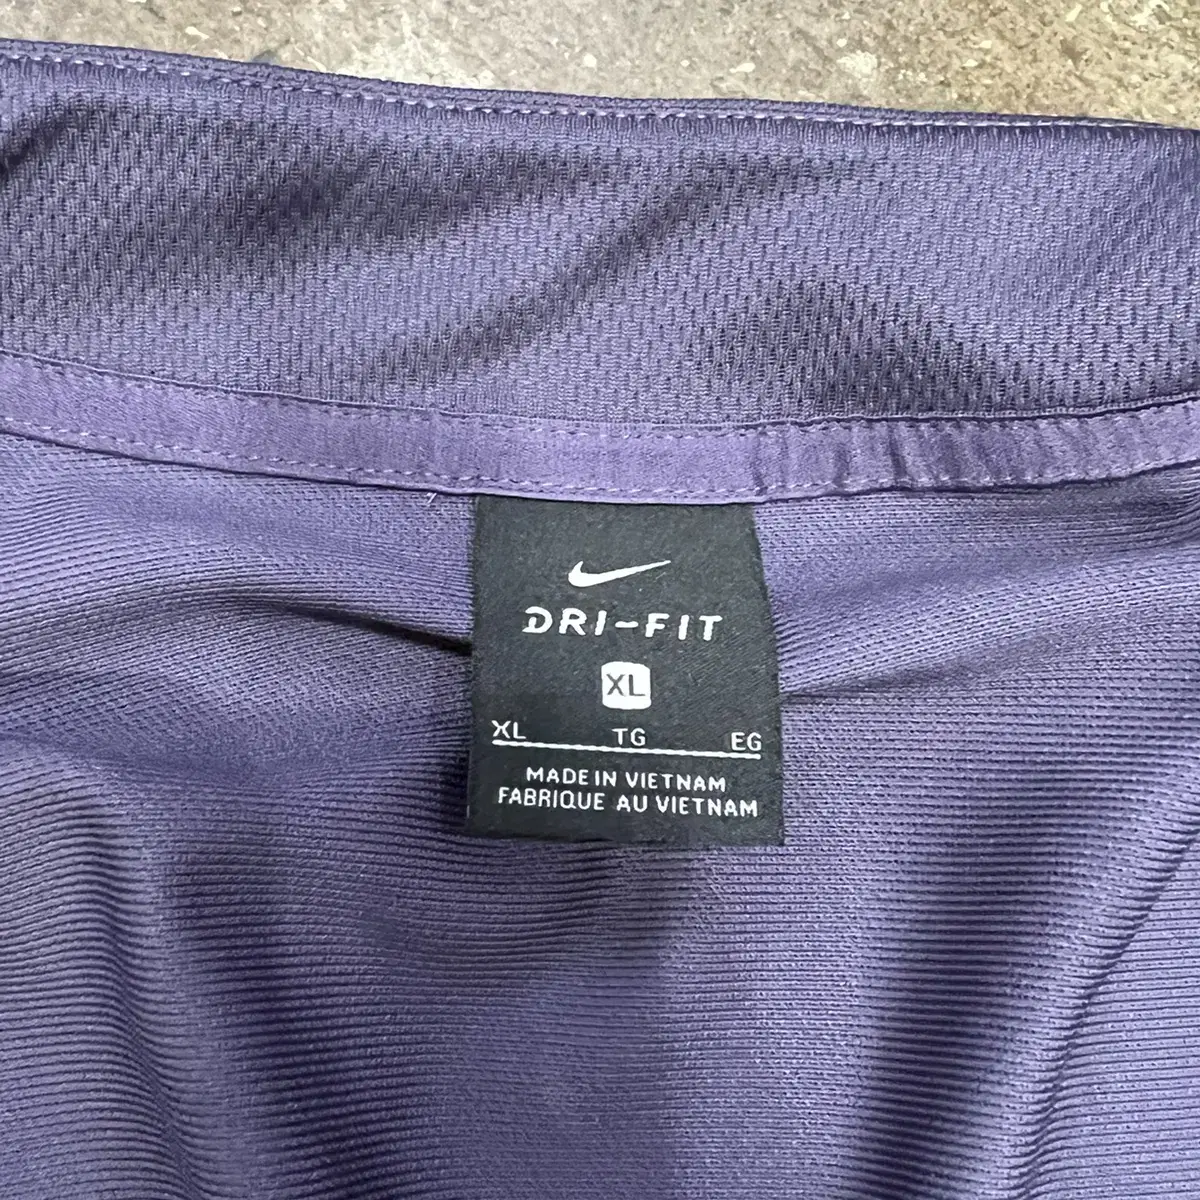 DRI-FIT
XL
XL TG EG
MADE IN VIETNAM
FABRIQUE AU VIETNAM